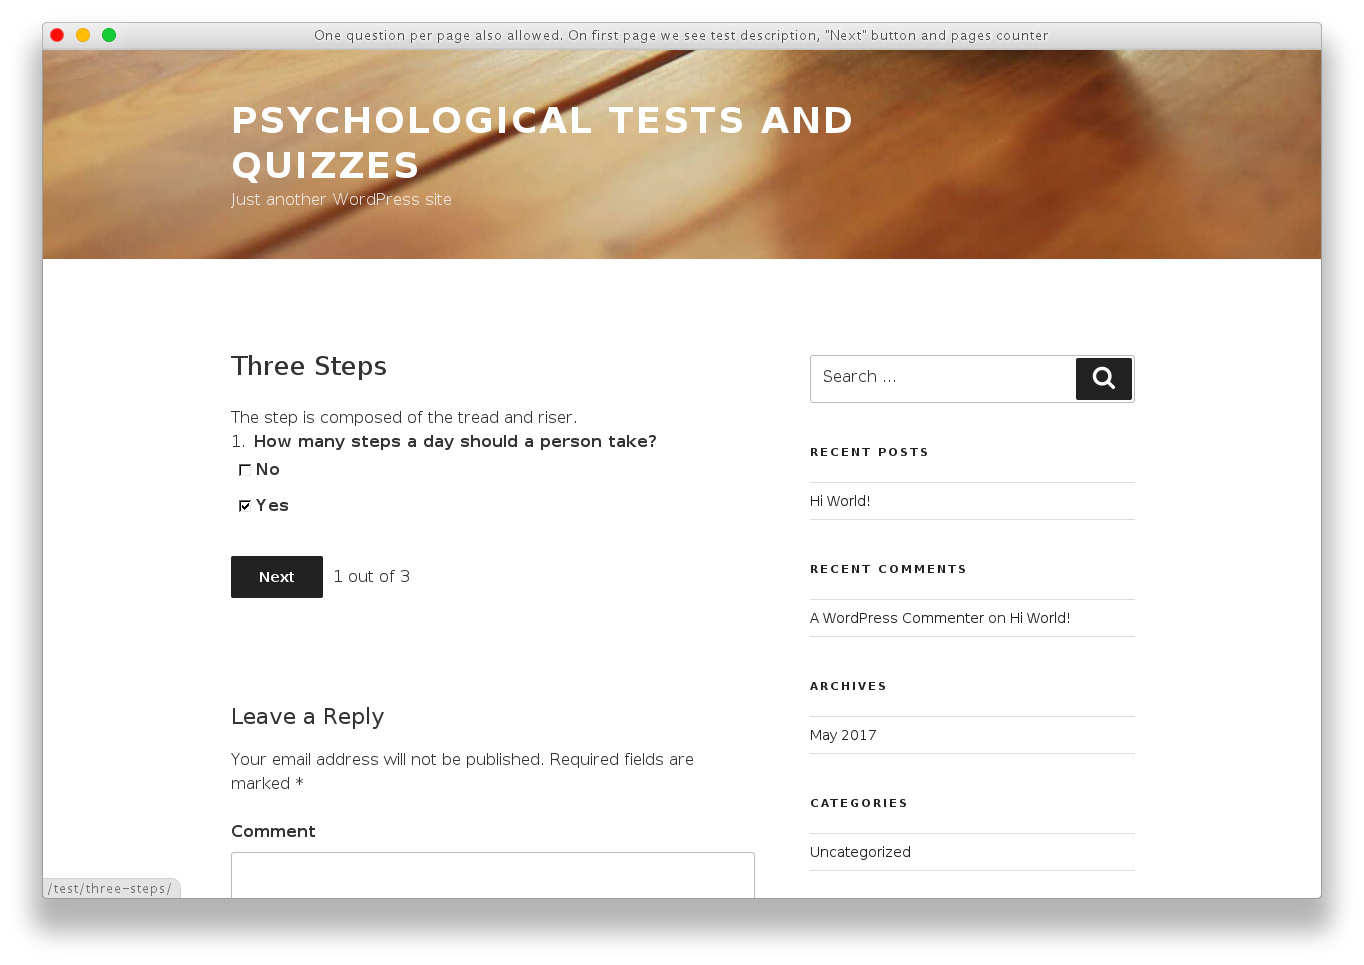 One question per page also allowed. On first page we see test description, "Next" button and pages counter
PSYCHOLOGICAL TESTS AND
QUIZZES
Just another WordPress site
Three Steps
The step is composed of the tread and riser.
1. How many steps a day should a person take?
No
Yes
Next 1 out of 3
Leave a Reply
Your email address will not be published. Required fields are
marked *
Comment
Search ...
RECENT POSTS
Hi World!
RECENT COMMENTS
A WordPress Commenter on Hi World!
ARCHIVES
May 2017
CATEGORIES
Uncategorized
/test/three-steps/